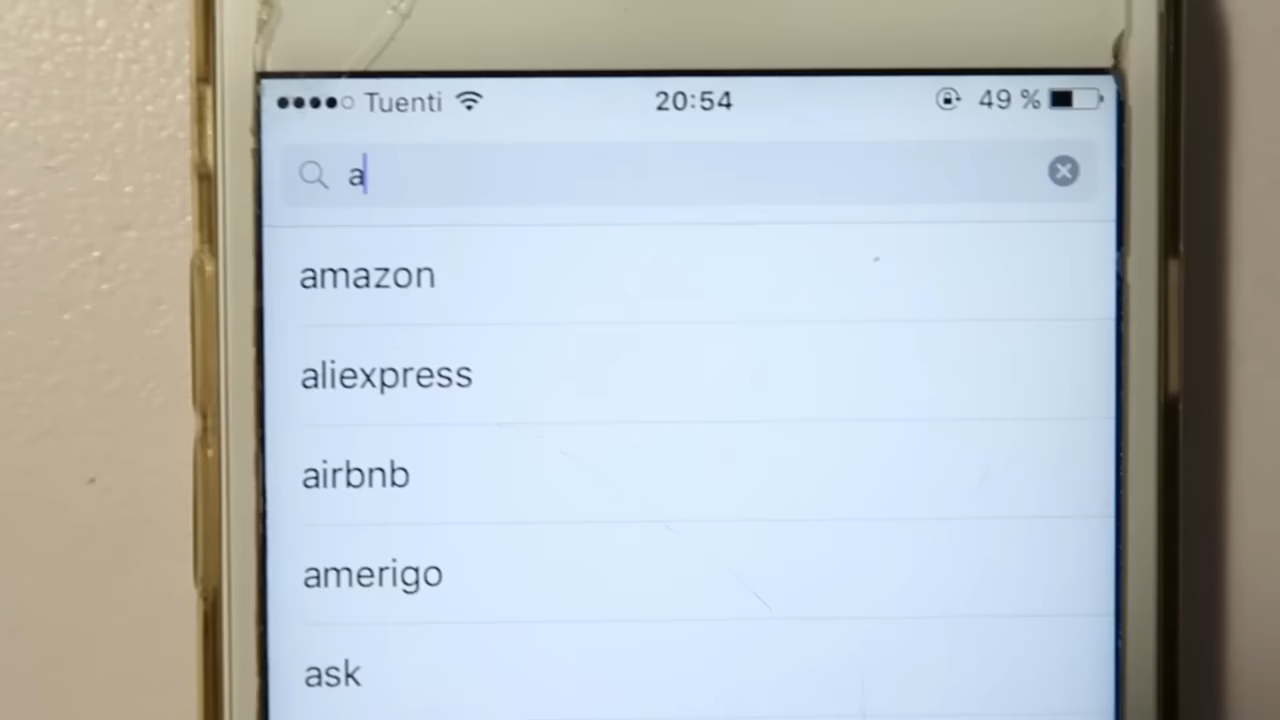 Tuenti 20:54 49 %
a
amazon
aliexpress
airbnb
amerigo
ask